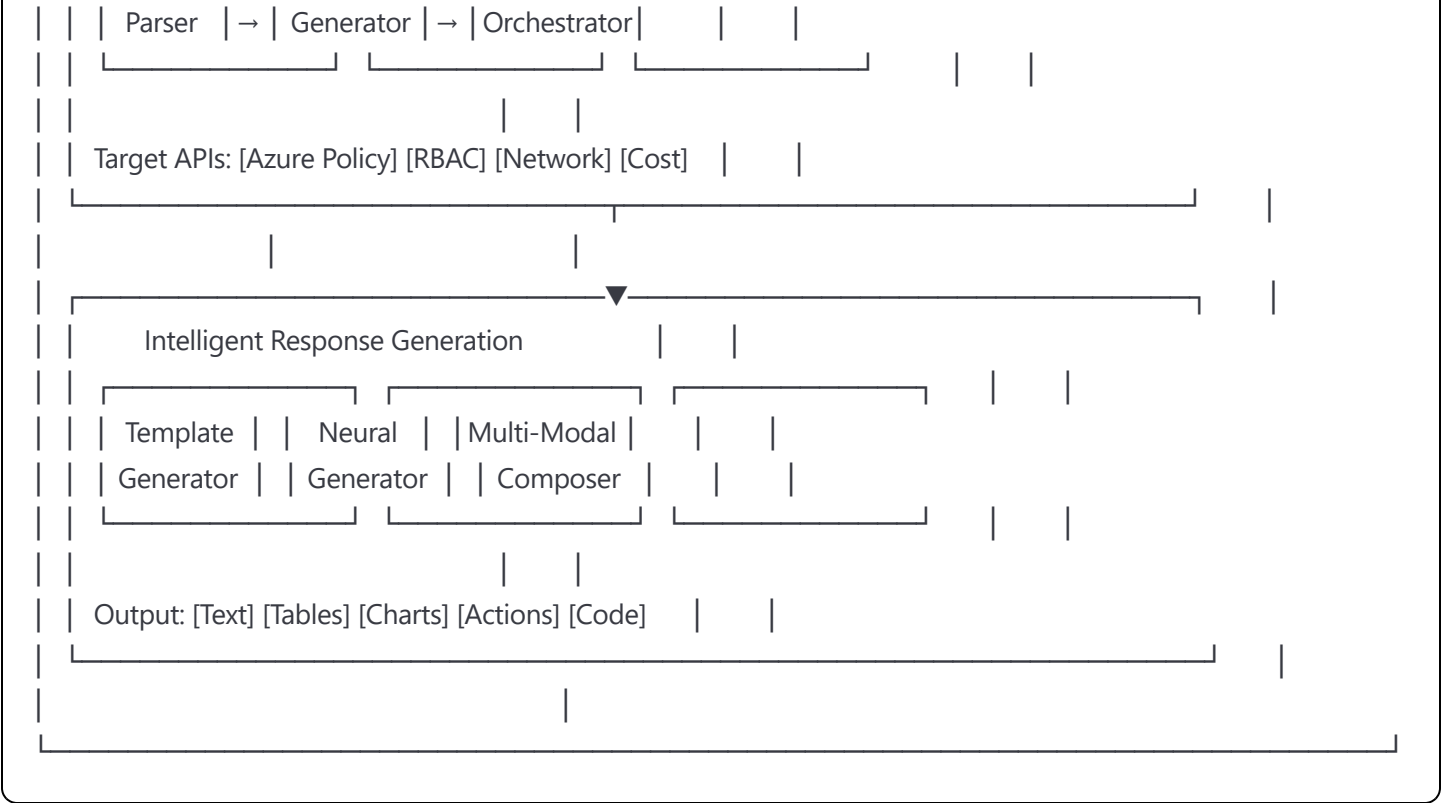 │ │ │ Parser │→│ Generator │→│Orchestrator│ │ │
│ │ └─────────────┘ └─────────────┘ └─────────────┘ │ │
│ │ │ │
│ │ Target APIs: [Azure Policy] [RBAC] [Network] [Cost] │ │
│ └──────────────────────────────┬────────────────────────────────┘ │
│ │ │
│ ┌──────────────────────────────▼────────────────────────────────┐ │
│ │ Intelligent Response Generation │ │
│ │ ┌──────────────┐ ┌──────────────┐ ┌──────────────┐ │ │
│ │ │ Template │ │ Neural │ │Multi-Modal │ │ │
│ │ │ Generator │ │ Generator │ │ Composer │ │ │
│ │ └──────────────┘ └──────────────┘ └──────────────┘ │ │
│ │ │ │
│ │ Output: [Text] [Tables] [Charts] [Actions] [Code] │ │
│ └────────────────────────────────────────────────────────────────┘ │
│ │
└───────────────────────────────────────────────────────────────────────────┘